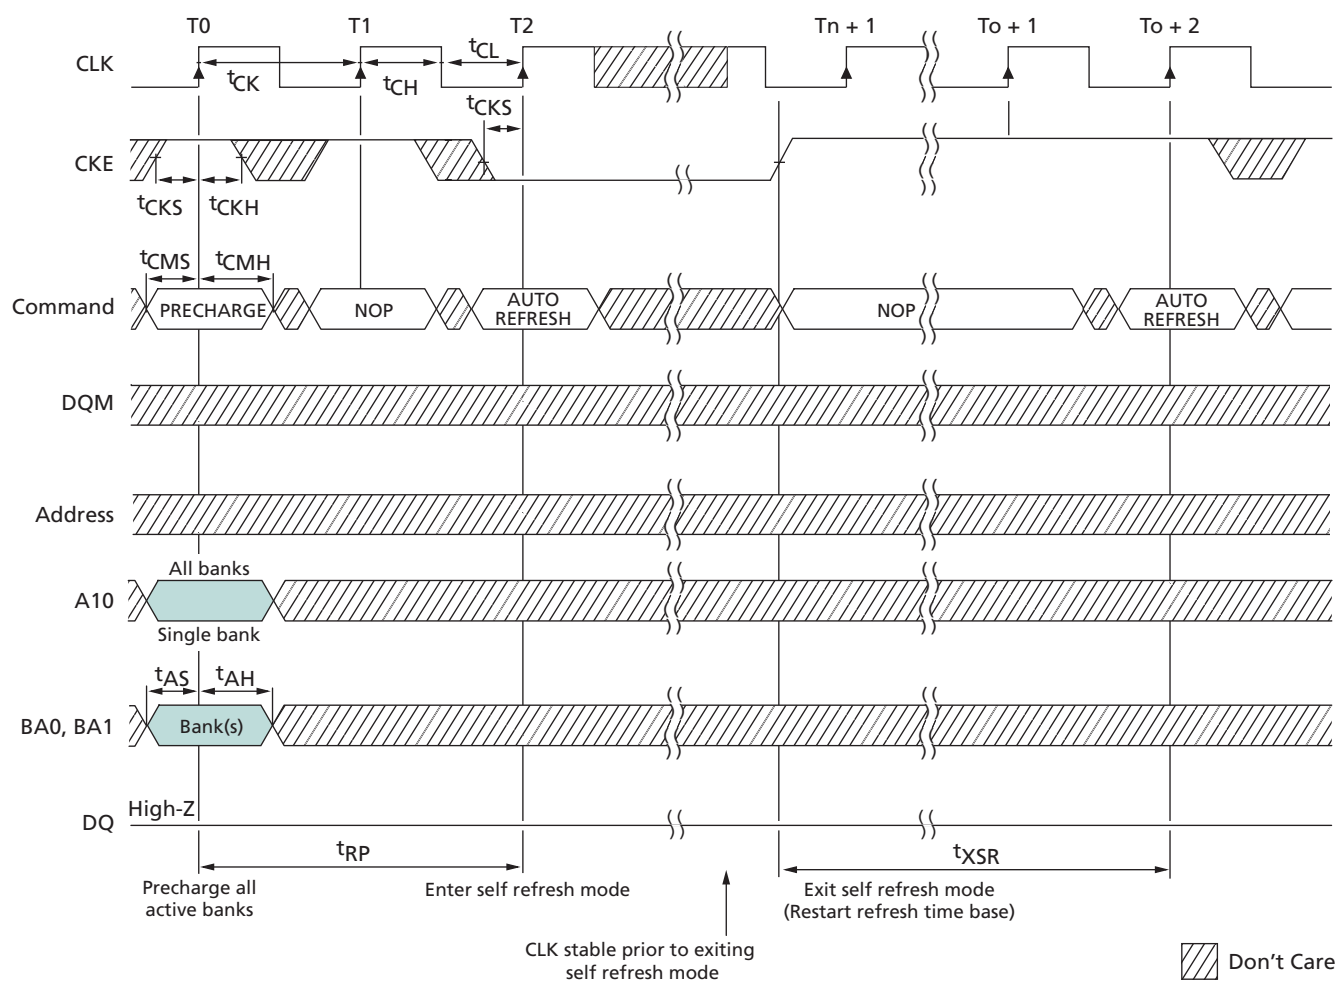 T0 T1 T2 Tn + 1 To + 1 To + 2
CLK
tCK
tCH
tCL
tCKS
CKE
tCKS
tCKH
tCMS
tCMH
Command
PRECHARGE
NOP
AUTO
REFRESH
NOP
AUTO
REFRESH
DQM
Address
All banks
A10
Single bank
tAS
tAH
BA0, BA1
Bank(s)
High-Z
DQ
tRP
tXSR
Precharge all
active banks
Enter self refresh mode
Exit self refresh mode
(Restart refresh time base)
CLK stable prior to exiting
self refresh mode
Don't Care